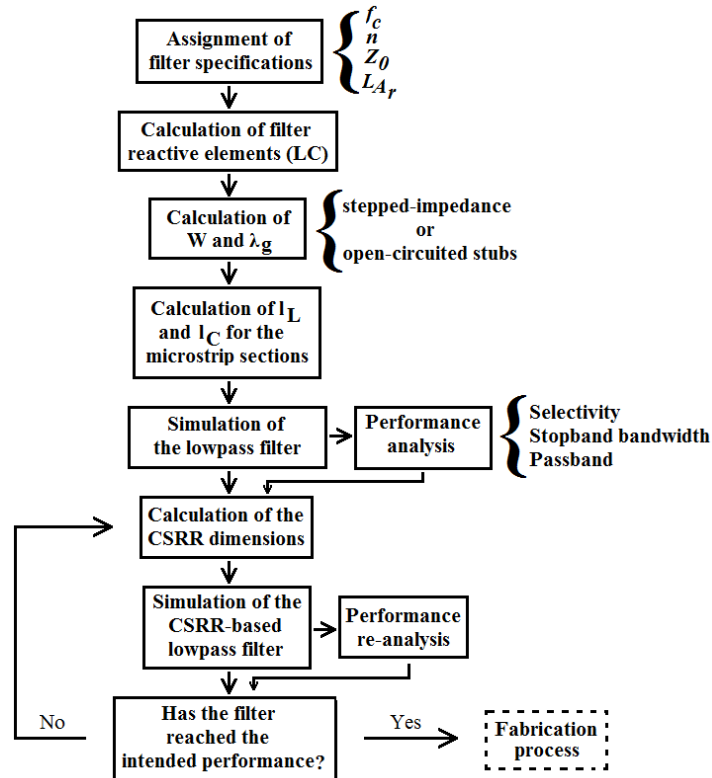 Assignment of
filter specifications
f_c
n
Z_0
L_{A_r}
Calculation of filter
reactive elements (LC)
Calculation of
W and λ_g
stepped-impedance
or
open-circuited stubs
Calculation of l_L
and l_C for the
microstrip sections
Simulation of
the lowpass filter
Performance
analysis
Selectivity
Stopband bandwidth
Passband
Calculation of the
CSRR dimensions
Simulation of the
CSRR-based
lowpass filter
Performance
re-analysis
No
Has the filter
reached the
intended performance?
Yes
Fabrication
process